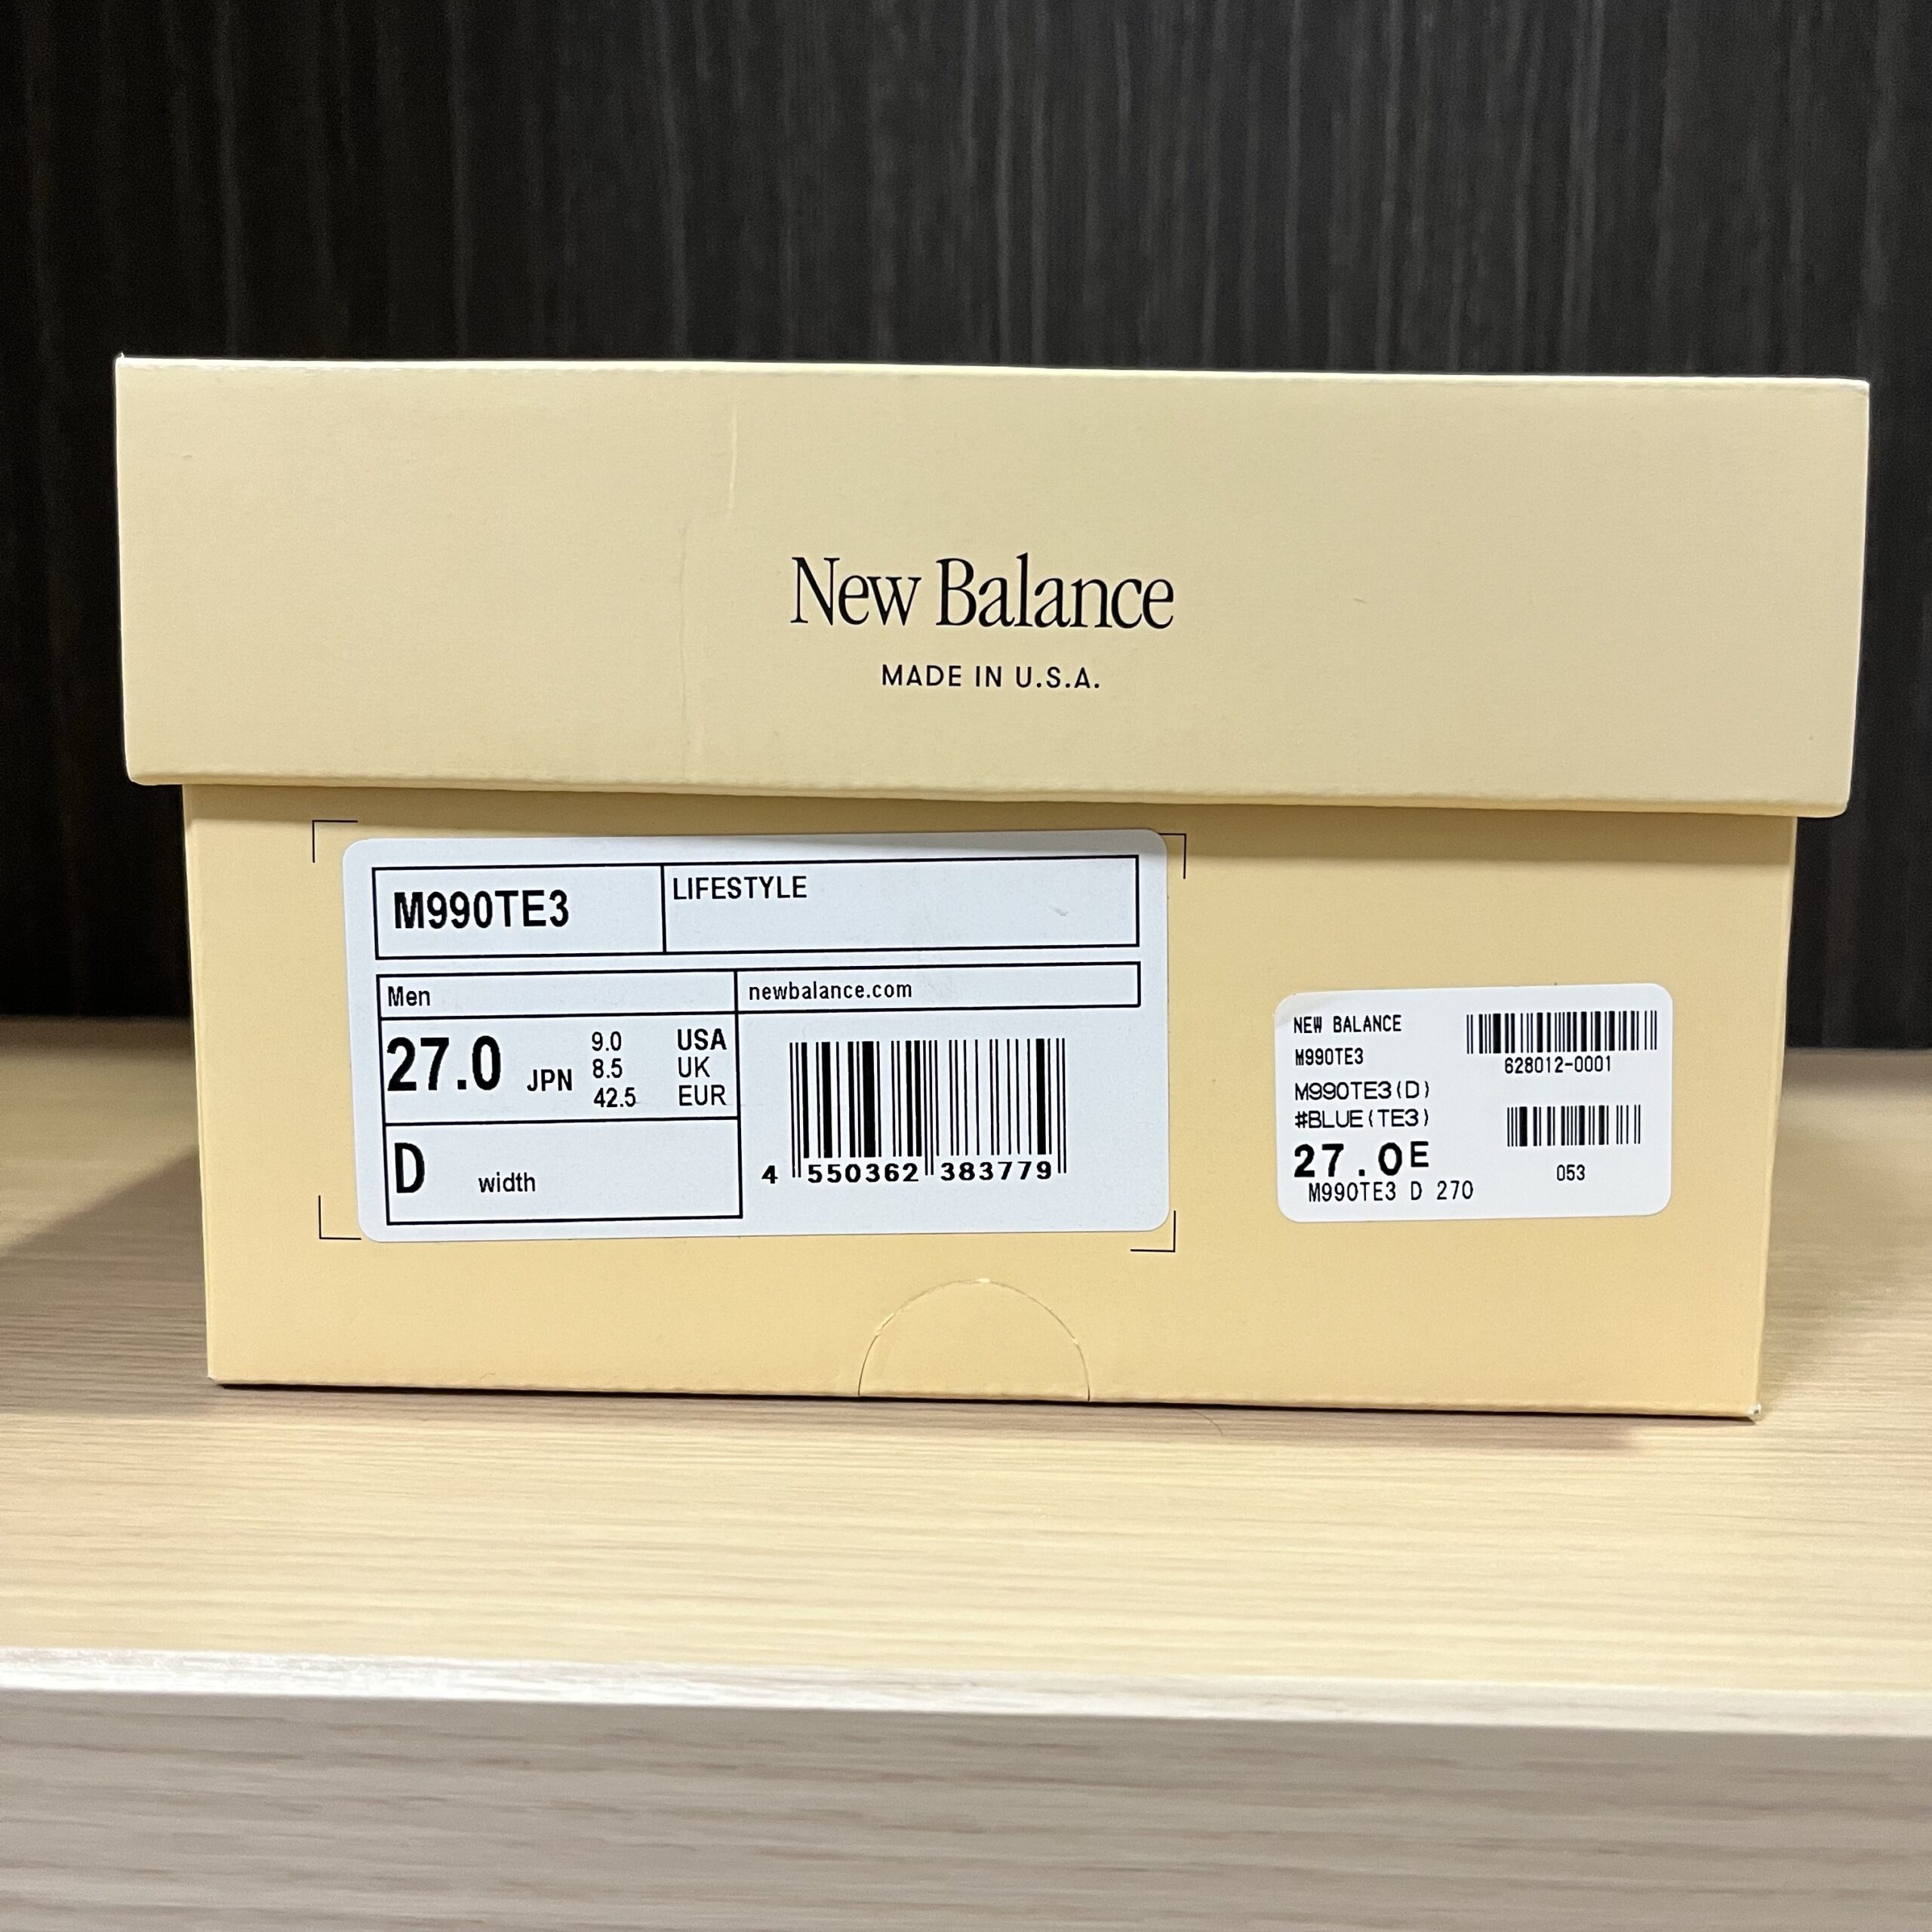 New Balance
MADE IN U.S.A.
M990TE3
LIFESTYLE
Men
newbalance.com
27.0 JPN
9.0 USA
8.5 UK
42.5 EUR
D width
4 550362 383779
NEW BALANCE
M990TE3
628012-0001
M990TE3(D)
#BLUE(TE3)
27.0E
053
M990TE3 D 270